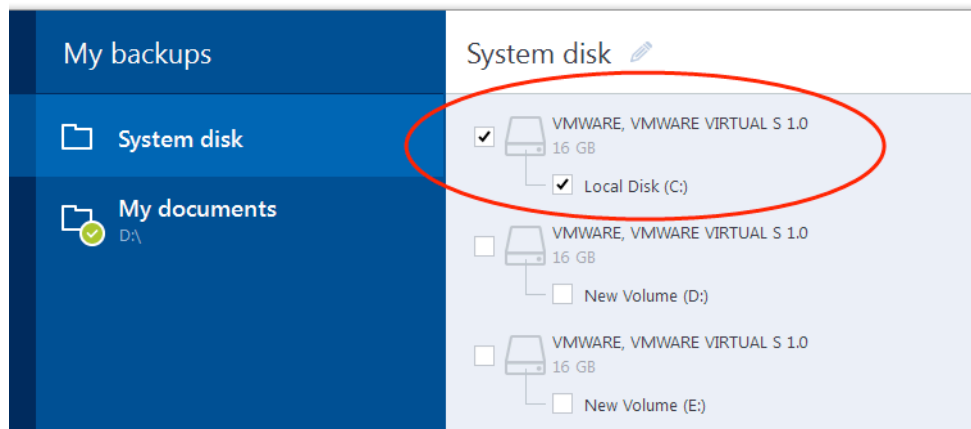 My backups
System disk
My documents
D:\
System disk
VMWARE, VMWARE VIRTUAL S 1.0
16 GB
Local Disk (C:)
VMWARE, VMWARE VIRTUAL S 1.0
16 GB
New Volume (D:)
VMWARE, VMWARE VIRTUAL S 1.0
16 GB
New Volume (E:)